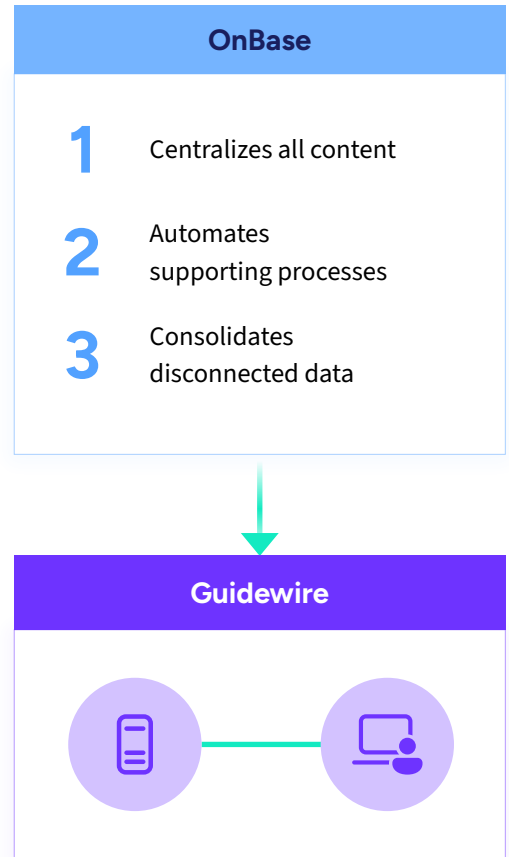 OnBase
1
Centralizes all content
2
Automates
supporting processes
3
Consolidates
disconnected data
Guidewire